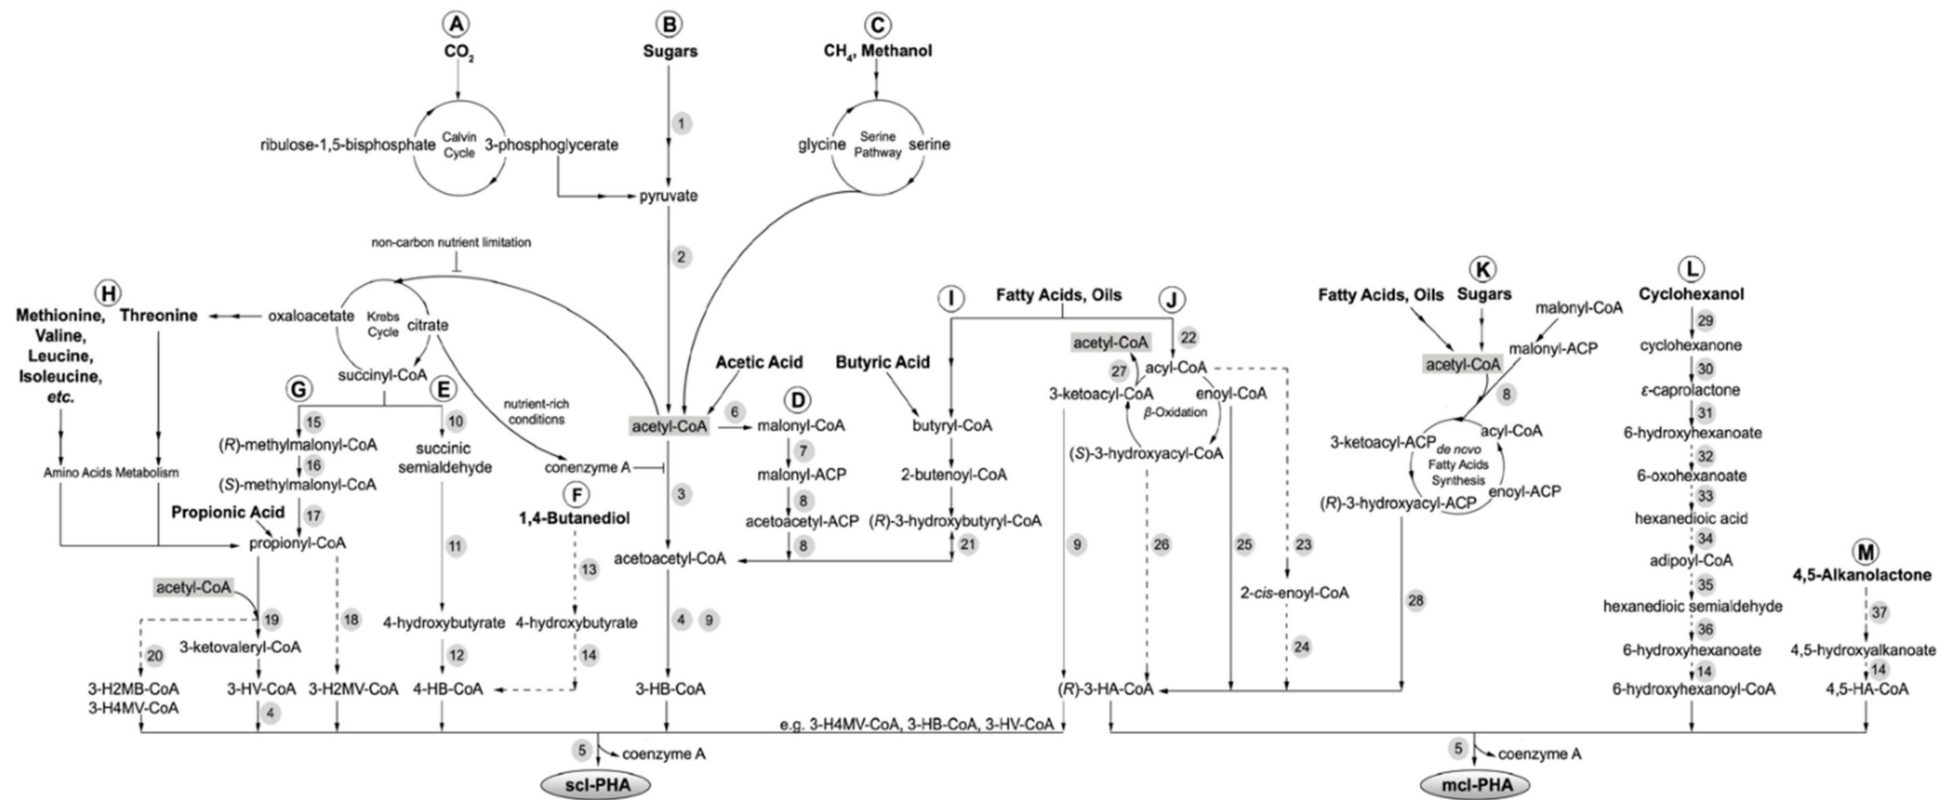 A
CO2
B
Sugars
C
CH4, Methanol
ribulose-1,5-bisphosphate
Calvin
Cycle
3-phosphoglycerate
1
glycine
Serine
Pathway
serine
pyruvate
non-carbon nutrient limitation
2
H
Methionine,
Valine,
Leucine,
Isoleucine,
etc.
Threonine
oxaloacetate
Krebs
Cycle
citrate
succinyl-CoA
G
E
15
(R)-methylmalonyl-CoA
16
(S)-methylmalonyl-CoA
Propionic Acid
17
propionyl-CoA
Amino Acids Metabolism
10
succinic
semialdehyde
11
nutrient-rich
conditions
conenzyme A
F
1,4-Butanediol
13
acetyl-CoA
Acetic Acid
6
D
malonyl-CoA
7
malonyl-ACP
8
acetoacetyl-ACP
8
3
acetoacetyl-CoA
Butyric Acid
I
Fatty Acids, Oils
J
butyryl-CoA
2-butenoyl-CoA
(R)-3-hydroxybutyryl-CoA
21
acetyl-CoA
22
27
acyl-CoA
3-ketoacyl-CoA
enoyl-CoA
β-Oxidation
(S)-3-hydroxyacyl-CoA
9
26
25
23
2-cis-enoyl-CoA
24
K
Fatty Acids, Oils
Sugars
malonyl-CoA
malonyl-ACP
acetyl-CoA
8
3-ketoacyl-ACP
acyl-CoA
de novo
Fatty Acids
Synthesis
enoyl-ACP
(R)-3-hydroxyacyl-ACP
28
L
Cyclohexanol
29
cyclohexanone
30
ε-caprolactone
31
6-hydroxyhexanoate
32
6-oxohexanoate
33
hexanedioic acid
34
adipoyl-CoA
35
hexanedioic semialdehyde
36
6-hydroxyhexanoate
14
6-hydroxyhexanoyl-CoA
M
4,5-Alkanolactone
37
4,5-hydroxyalkanoate
14
4,5-HA-CoA
acetyl-CoA
19
20
3-ketovaleryl-CoA
18
4-hydroxybutyrate
4-hydroxybutyrate
12
14
4
9
3-H2MB-CoA
3-H4MV-CoA
3-HV-CoA
4
3-H2MV-CoA
4-HB-CoA
3-HB-CoA
(R)-3-HA-CoA
e.g. 3-H4MV-CoA, 3-HB-CoA, 3-HV-CoA
5
coenzyme A
scl-PHA
5
coenzyme A
mcl-PHA